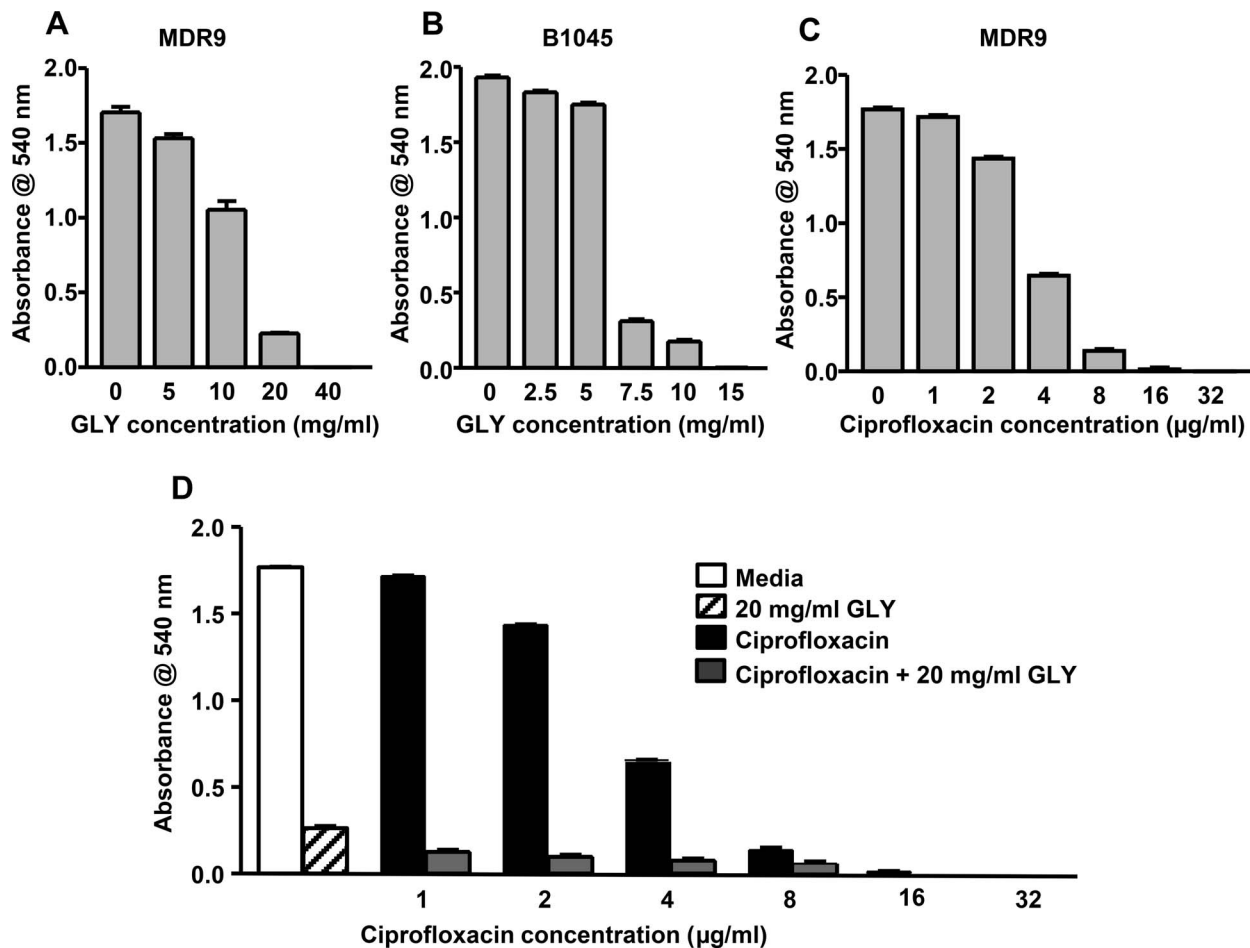 A
MDR9
Absorbance @ 540 nm
2.0
1.5
1.0
0.5
0.0
0 5 10 20 40
GLY concentration (mg/ml)
B
B1045
Absorbance @ 540 nm
2.0
1.5
1.0
0.5
0.0
0 2.5 5 7.5 10 15
GLY concentration (mg/ml)
C
MDR9
Absorbance @ 540 nm
2.0
1.5
1.0
0.5
0.0
0 1 2 4 8 16 32
Ciprofloxacin concentration (µg/ml)
D
Absorbance @ 540 nm
2.0
1.5
1.0
0.5
0.0
Media
20 mg/ml GLY
Ciprofloxacin
Ciprofloxacin + 20 mg/ml GLY
1 2 4 8 16 32
Ciprofloxacin concentration (µg/ml)